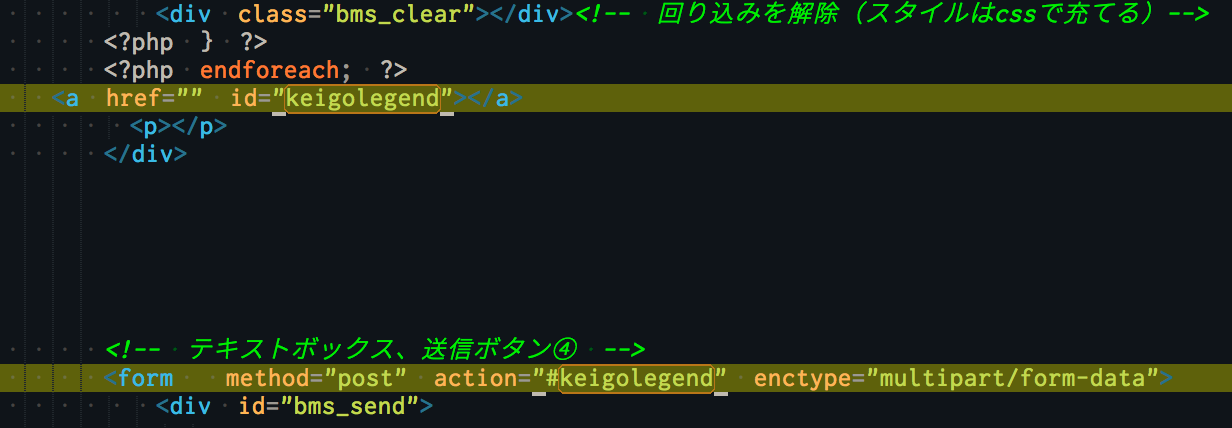 <div class="bms_clear"></div><!-- 回り込みを解除（スタイルはcssで充てる）-->
<?php } ?>
<?php endforeach; ?>
<a href="" id="keigolegend"></a>
<p></p>
</div>
<!-- テキストボックス、送信ボタン④ -->
<form method="post" action="#keigolegend" enctype="multipart/form-data">
<div id="bms_send">